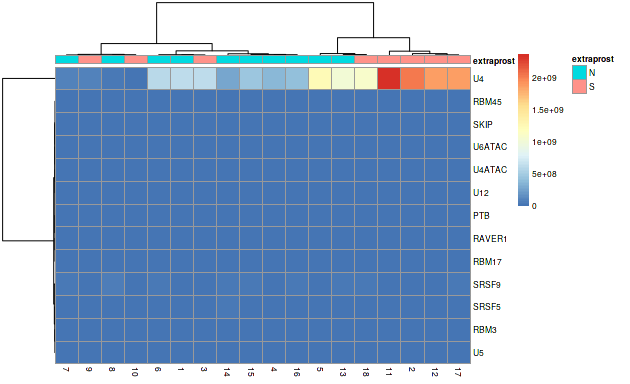 extraprost
U4
RBM45
SKIP
U6ATAC
U4ATAC
U12
PTB
RAVER1
RBM17
SRSF9
SRSF5
RBM3
U5
7 9 8 10 6 1 3 14 15 4 16 5 13 18 11 2 12 17
2e+09
1.5e+09
1e+09
5e+08
0
extraprost
N
S